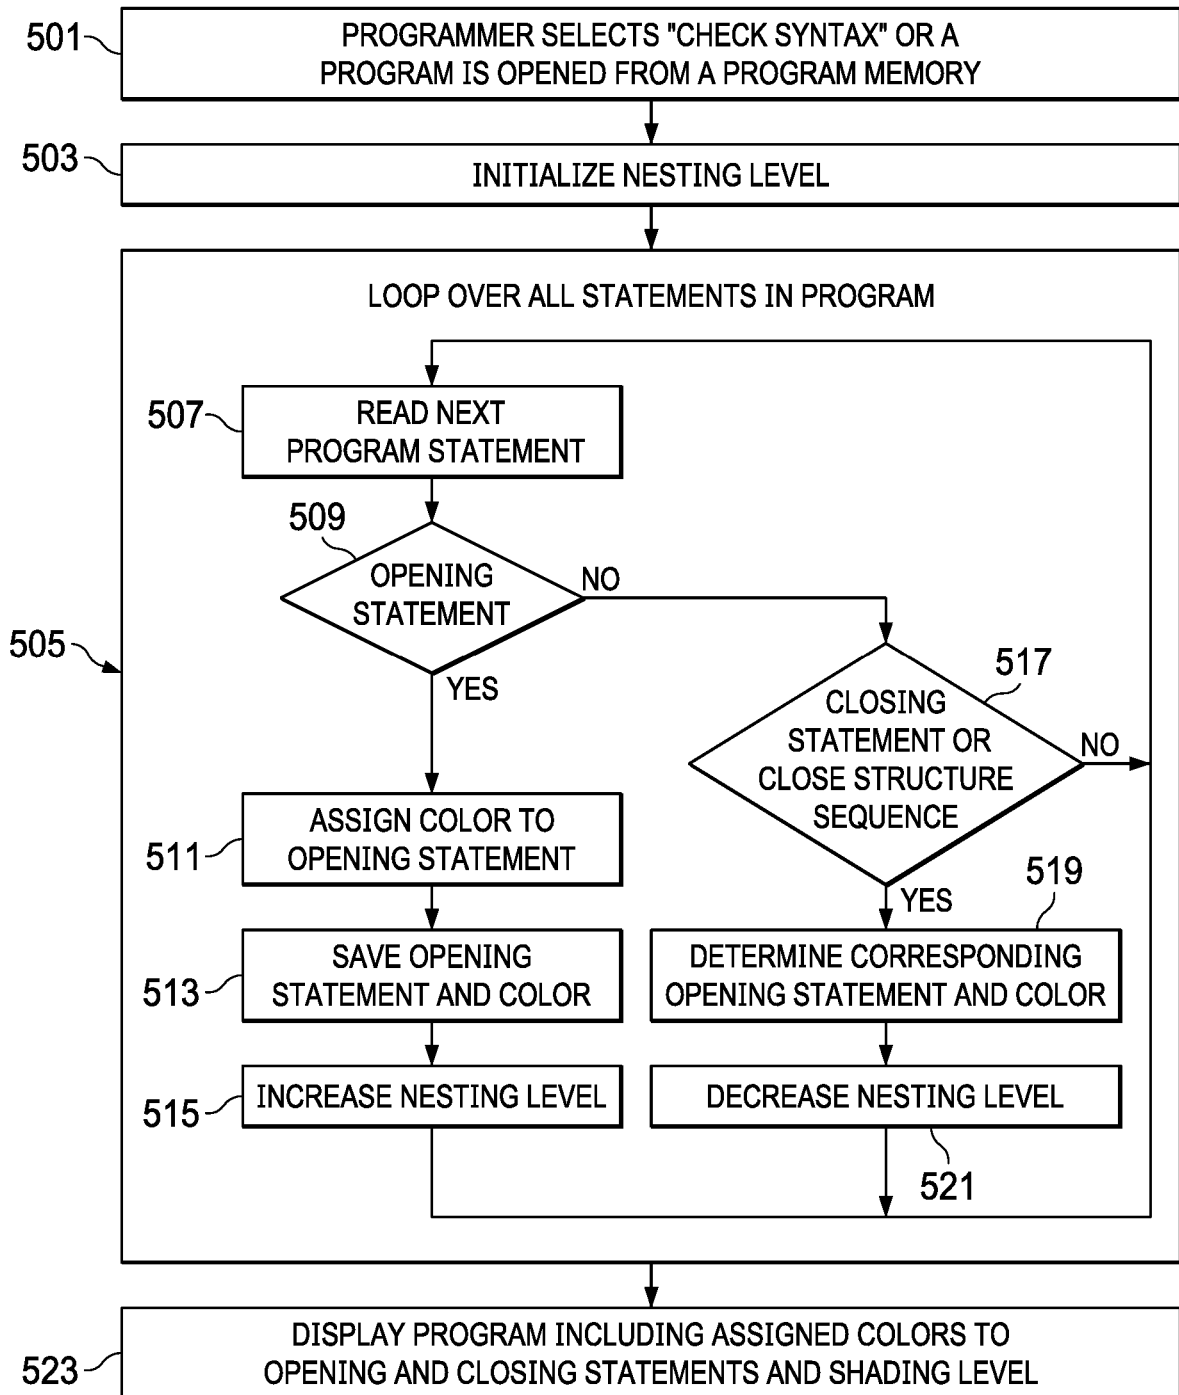 501
PROGRAMMER SELECTS "CHECK SYNTAX" OR A
PROGRAM IS OPENED FROM A PROGRAM MEMORY
503
INITIALIZE NESTING LEVEL
505
LOOP OVER ALL STATEMENTS IN PROGRAM
507
READ NEXT
PROGRAM STATEMENT
509
OPENING
STATEMENT
NO
YES
517
CLOSING
STATEMENT OR
CLOSE STRUCTURE
SEQUENCE
NO
YES
511
ASSIGN COLOR TO
OPENING STATEMENT
513
SAVE OPENING
STATEMENT AND COLOR
519
DETERMINE CORRESPONDING
OPENING STATEMENT AND COLOR
515
INCREASE NESTING LEVEL
DECREASE NESTING LEVEL
521
523
DISPLAY PROGRAM INCLUDING ASSIGNED COLORS TO
OPENING AND CLOSING STATEMENTS AND SHADING LEVEL